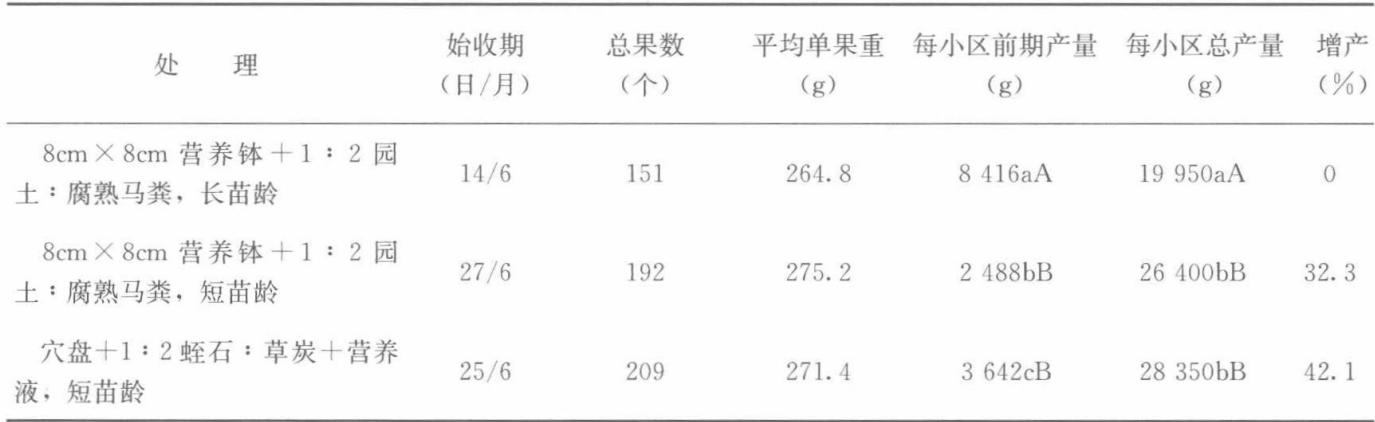 处 理 始收期 总果数 平均单果重 每小区前期产量 每小区总产量 增产
(日/月) (个) (g) (g) (g) (%)
8cm×8cm 营养钵+1∶2园
土∶腐熟马粪，长苗龄 14/6 151 264.8 8 416aA 19 950aA 0
8cm×8cm 营养钵+1∶2园
土∶腐熟马粪，短苗龄 27/6 192 275.2 2 488bB 26 400bB 32.3
穴盘+1∶2蛭石∶草炭+营养
液，短苗龄 25/6 209 271.4 3 642cB 28 350bB 42.1